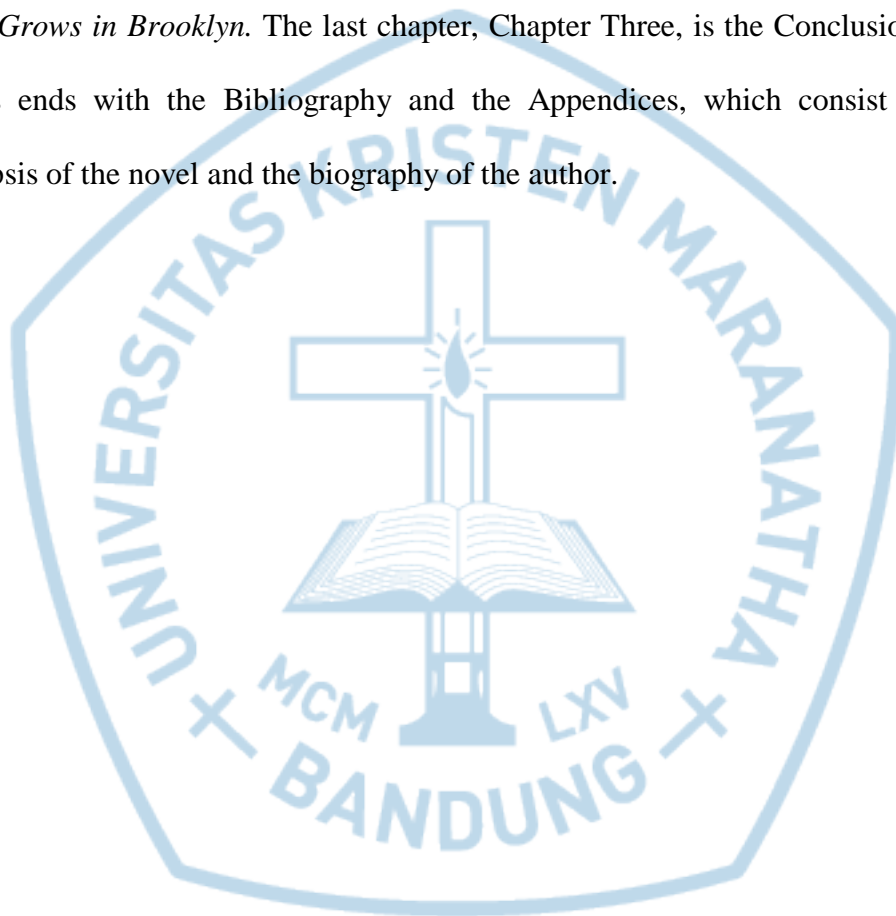 Grows in Brooklyn. The last chapter, Chapter Three, is the Conclusio
ends with the Bibliography and the Appendices, which consist
osis of the novel and the biography of the author.
UNIVERSITAS KRISTEN MARANATHA
MCM LXV
BANDUNG